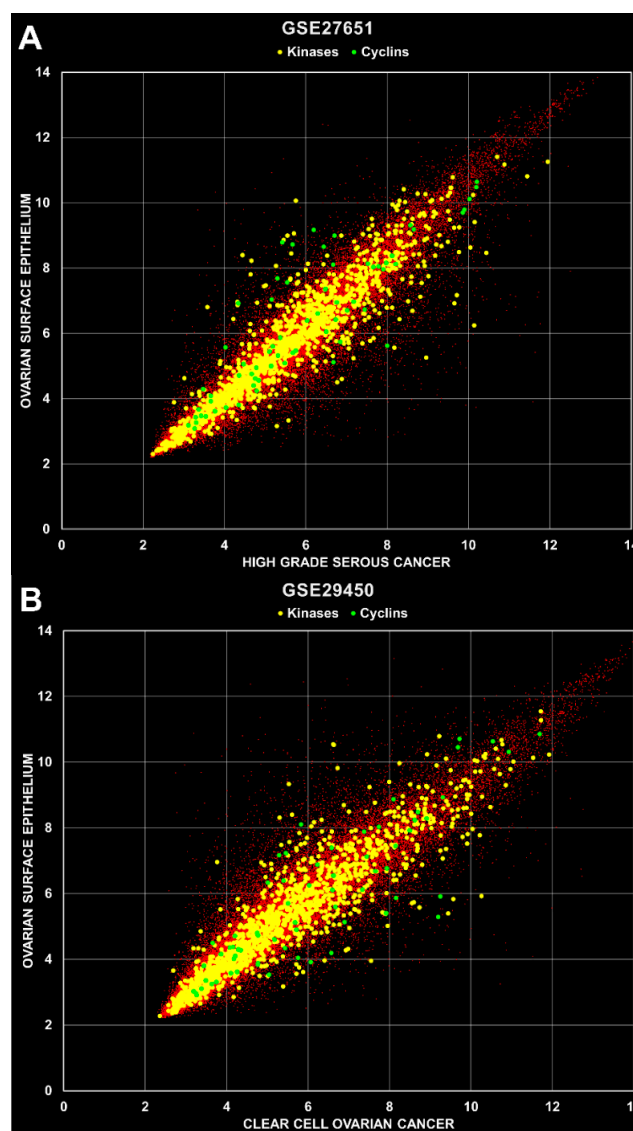 A
GSE27651
Kinases Cyclins
14
12
10
8
6
4
2
0
OVARIAN SURFACE EPITHELIUM
0 2 4 6 8 10 12 14
HIGH GRADE SEROUS CANCER
B
GSE29450
Kinases Cyclins
14
12
10
8
6
4
2
0
OVARIAN SURFACE EPITHELIUM
0 2 4 6 8 10 12 14
CLEAR CELL OVARIAN CANCER